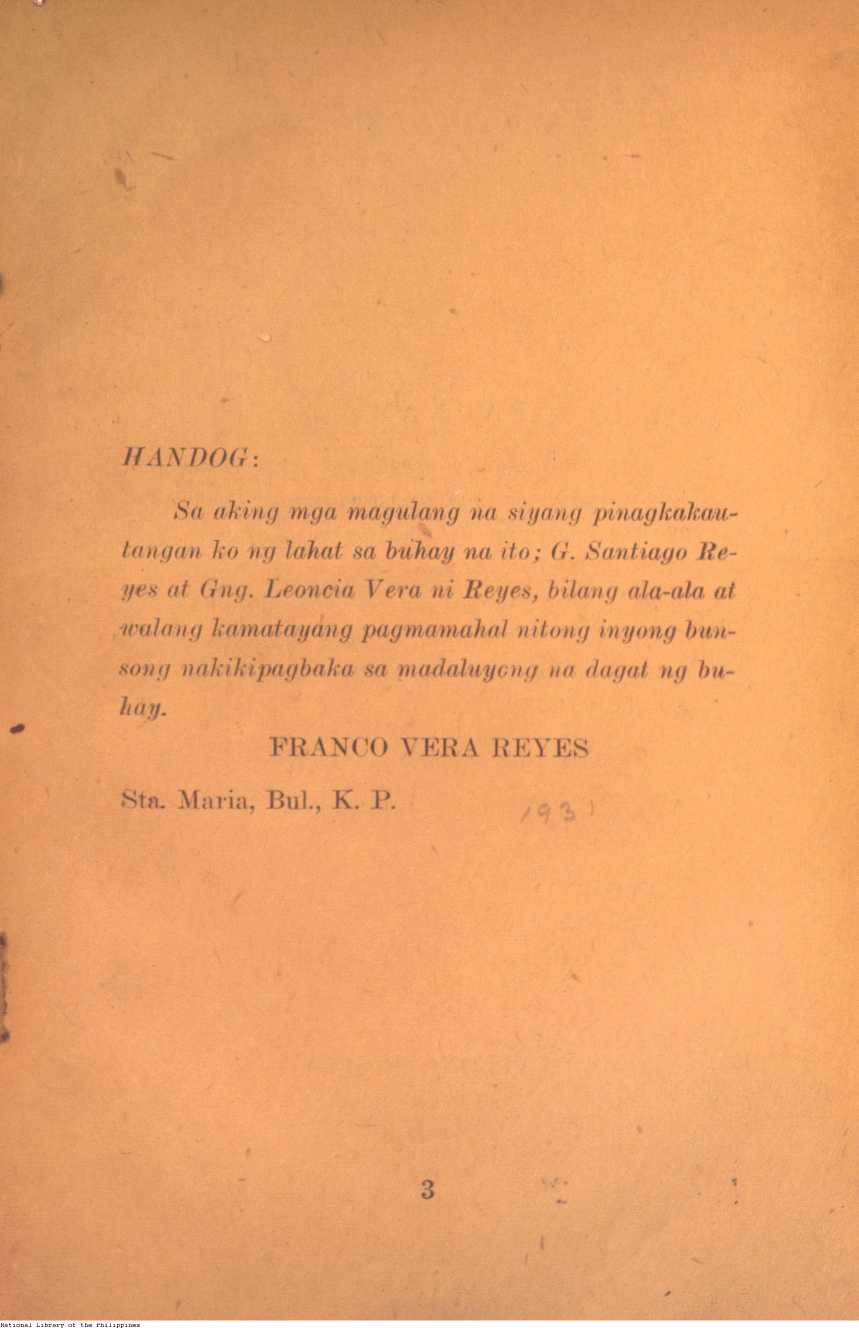 HANDOG:
Sa aking mga magulang na siyang pinagkakau-
tangan ko ng lahat sa buhay na ito; G. Santiago Re-
yes at Gng. Leoncia Vera ni Reyes, bilang ala-ala at
walang kamatayang pagmamahal nitong inyong bun-
song nakikipagbaka sa madaluyong na dagat ng bu-
hay.
FRANCO VERA REYES
Sta. Maria, Bul., K. P.
1931
3
National Library of the Philippines